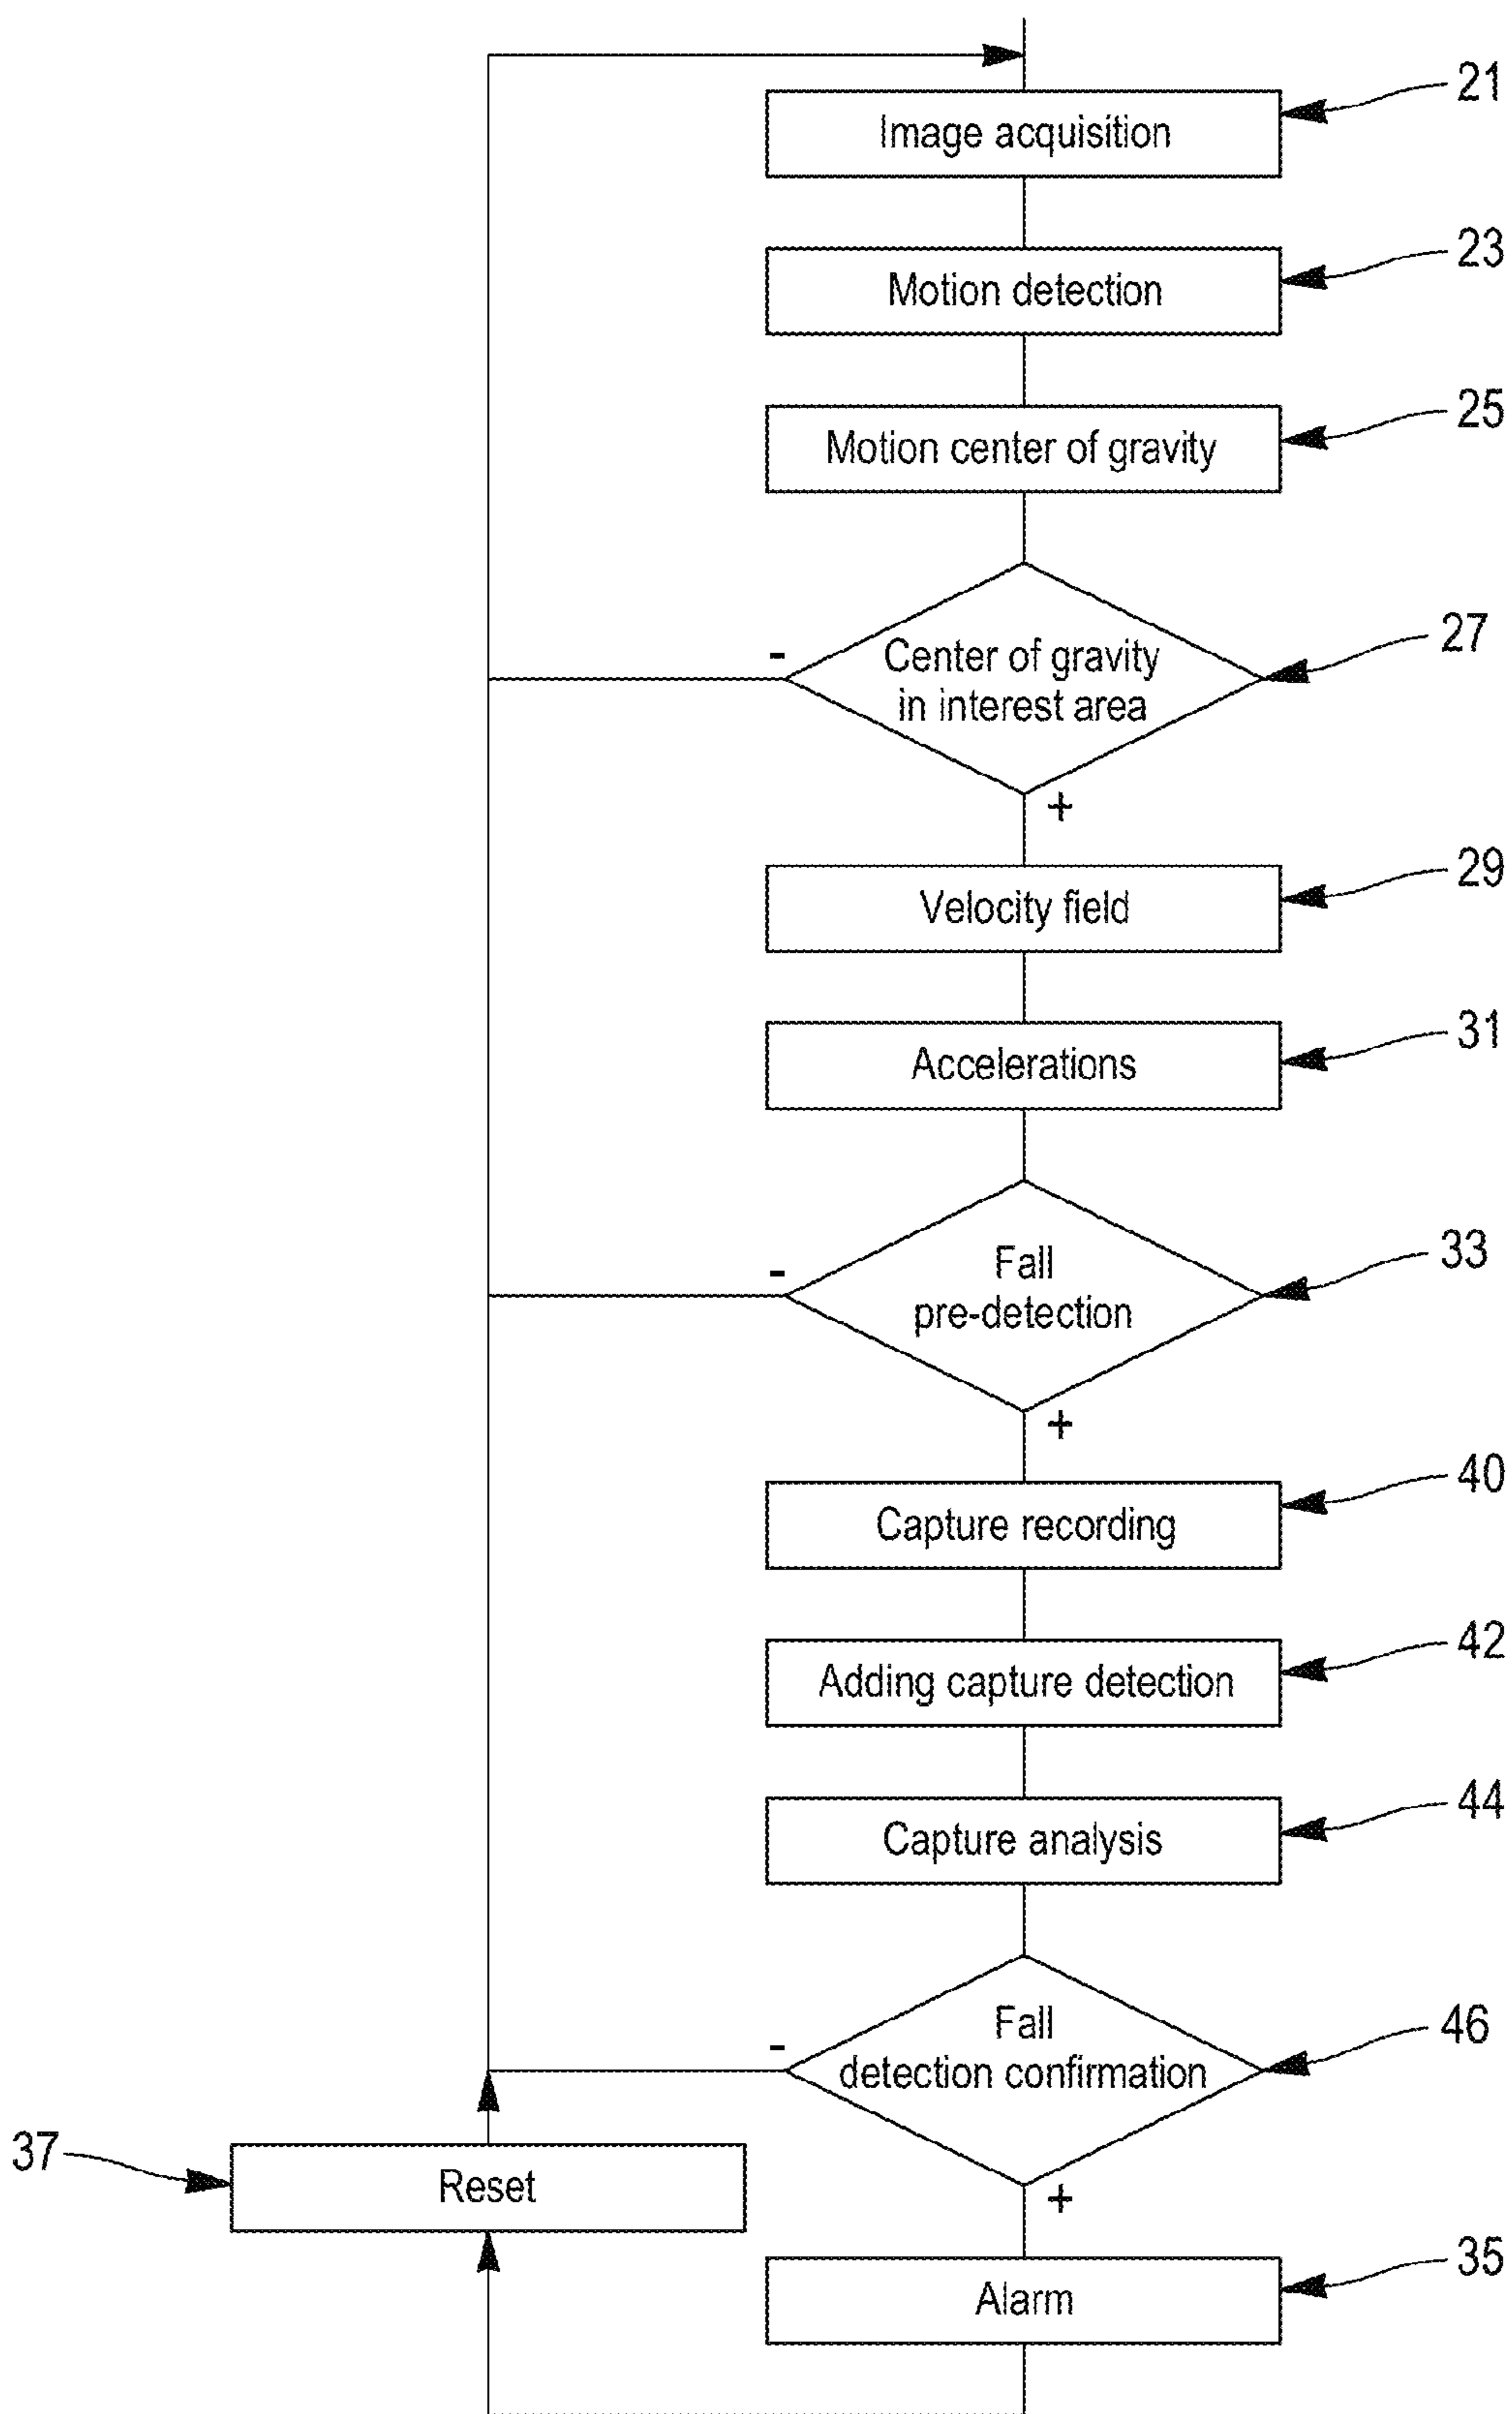 Image acquisition
21
Motion detection
23
Motion center of gravity
25
-
Center of gravity
in interest area
27
+
Velocity field
29
Accelerations
31
-
Fall
pre-detection
33
+
Capture recording
40
Adding capture detection
42
Capture analysis
44
-
Fall
detection confirmation
46
+
37
Reset
Alarm
35